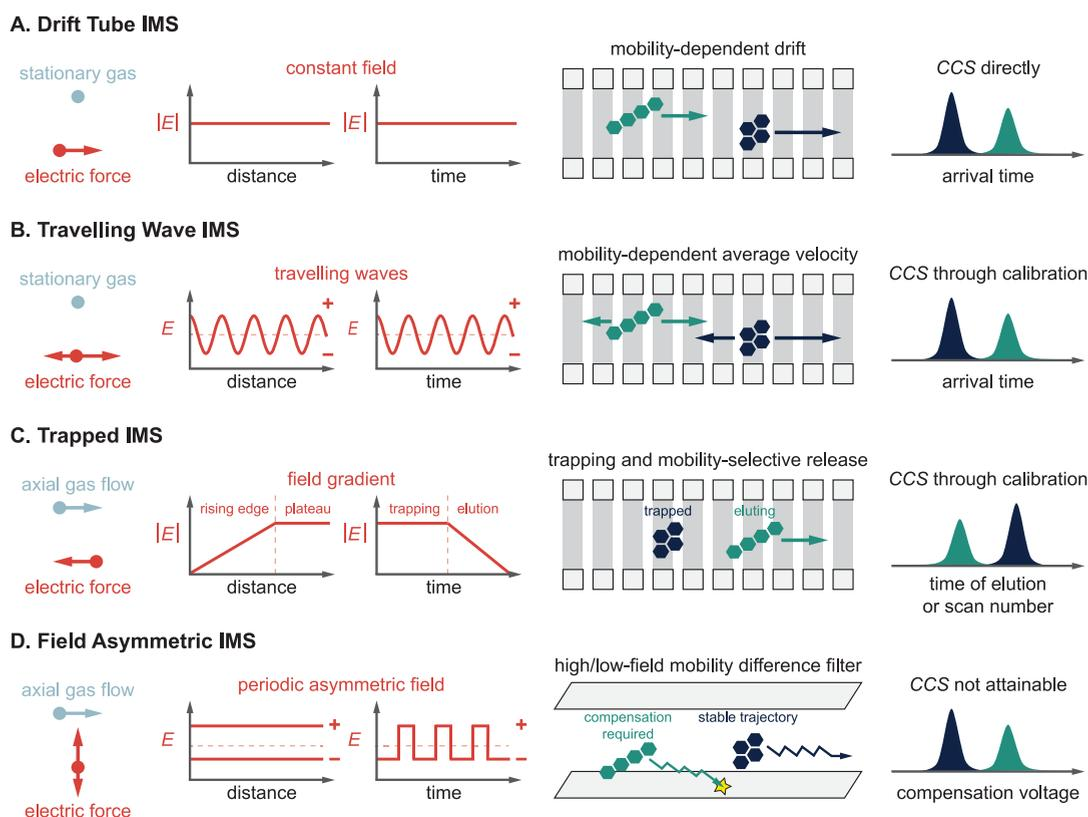 A. Drift Tube IMS
stationary gas
electric force
constant field
|E|
distance
|E|
time
mobility-dependent drift
CCS directly
arrival time
B. Travelling Wave IMS
stationary gas
electric force
travelling waves
E
+
−
distance
E
+
−
time
mobility-dependent average velocity
CCS through calibration
arrival time
C. Trapped IMS
axial gas flow
electric force
field gradient
|E|
rising edge
plateau
distance
|E|
trapping
elution
time
trapping and mobility-selective release
trapped
eluting
CCS through calibration
time of elution
or scan number
D. Field Asymmetric IMS
axial gas flow
electric force
periodic asymmetric field
E
+
−
distance
E
+
−
time
high/low-field mobility difference filter
compensation
required
stable trajectory
CCS not attainable
compensation voltage